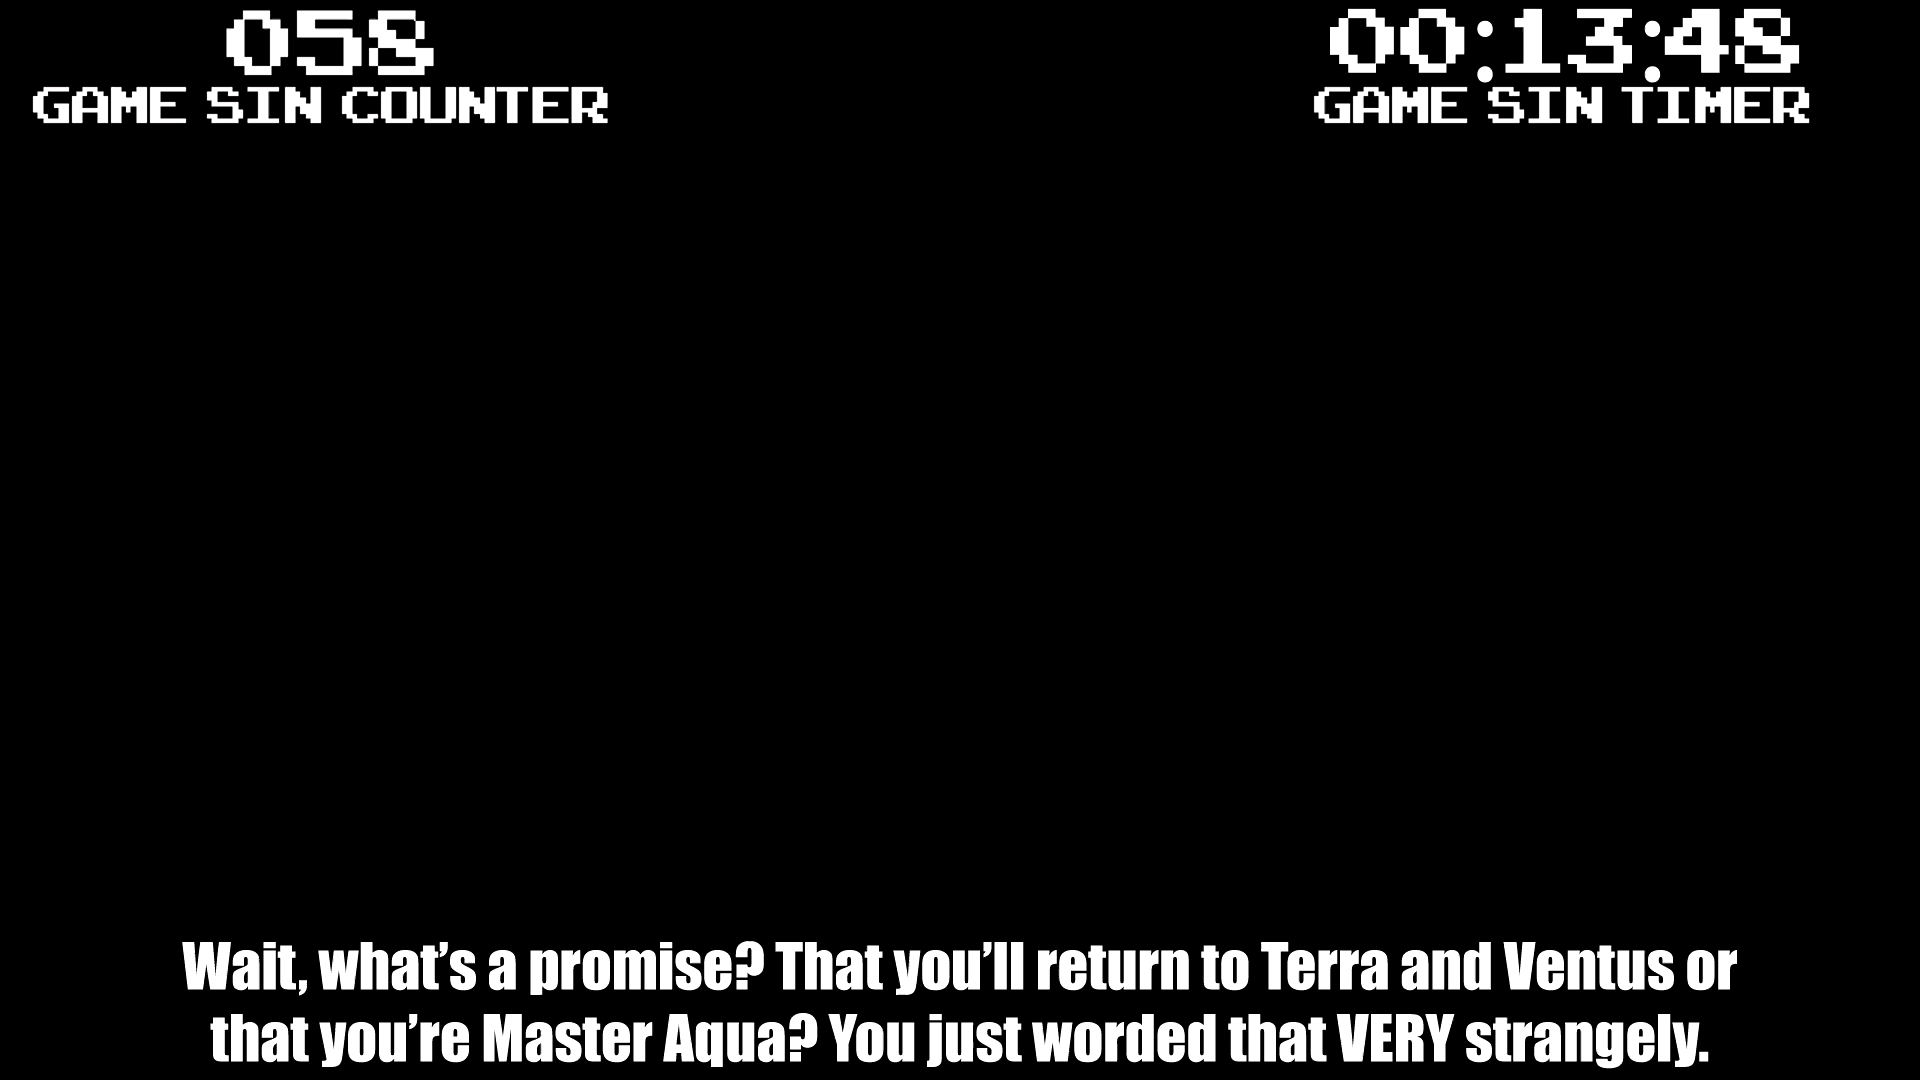 058
GAME SIN COUNTER
00:13:48
GAME SIN TIMER
Wait, what’s a promise? That you’ll return to Terra and Ventus or
that you’re Master Aqua? You just worded that VERY strangely.